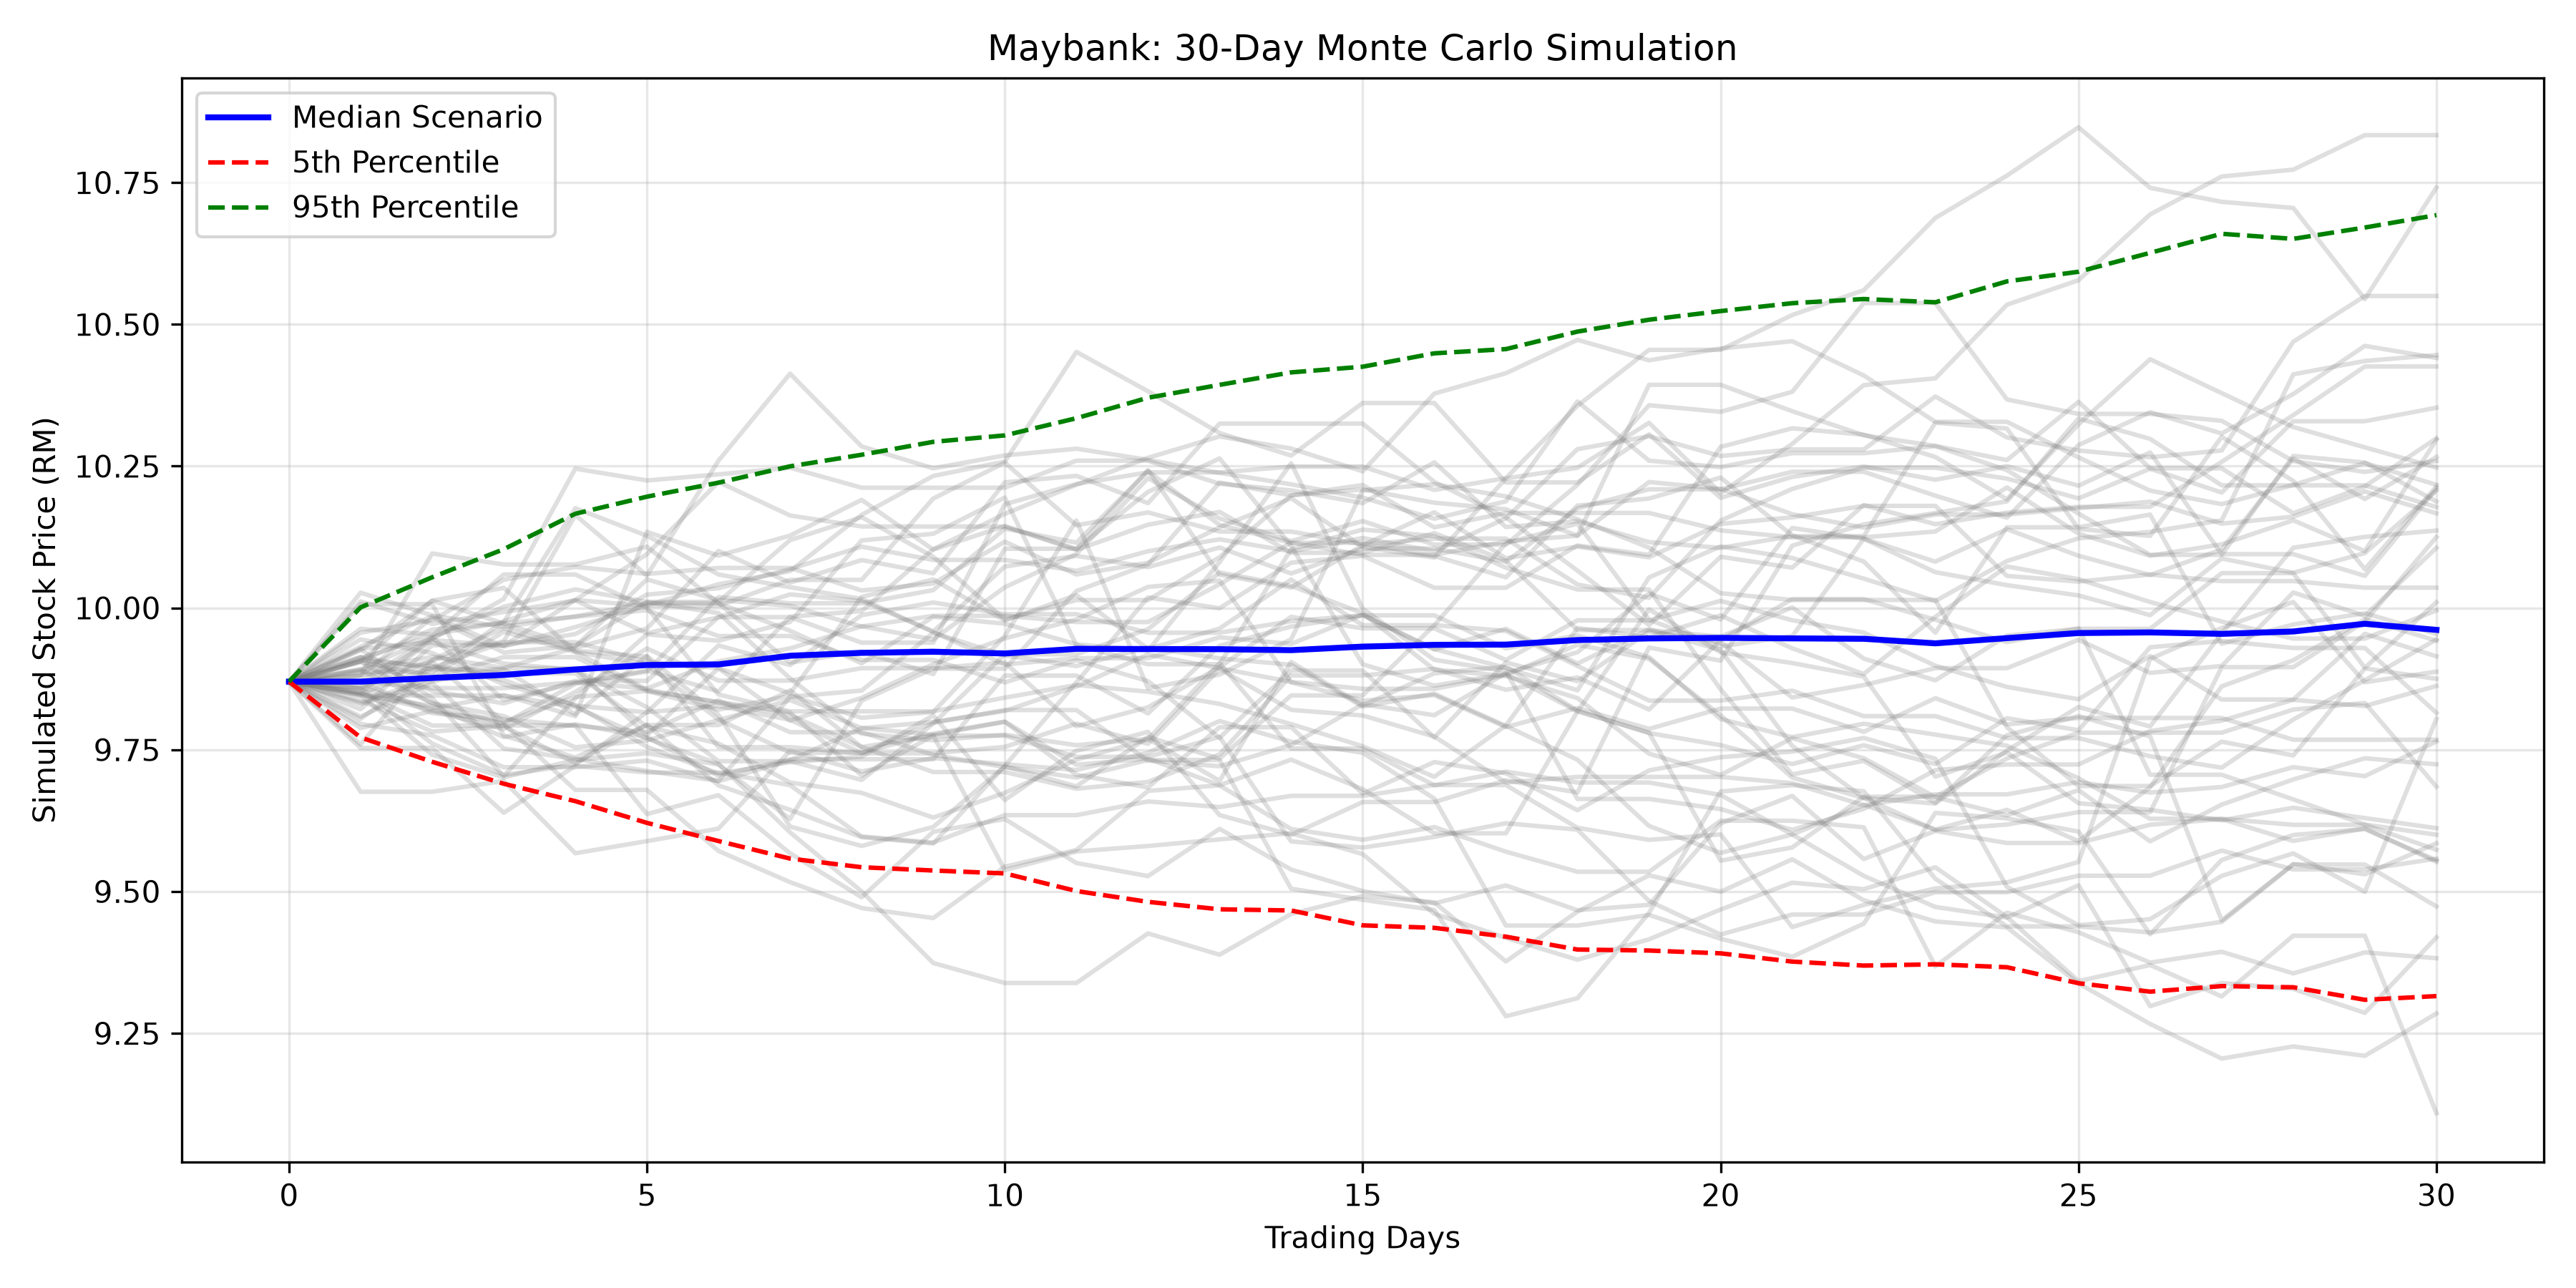 Maybank: 30-Day Monte Carlo Simulation
Median Scenario
5th Percentile
95th Percentile
Simulated Stock Price (RM)
10.75
10.50
10.25
10.00
9.75
9.50
9.25
0 5 10 15 20 25 30
Trading Days